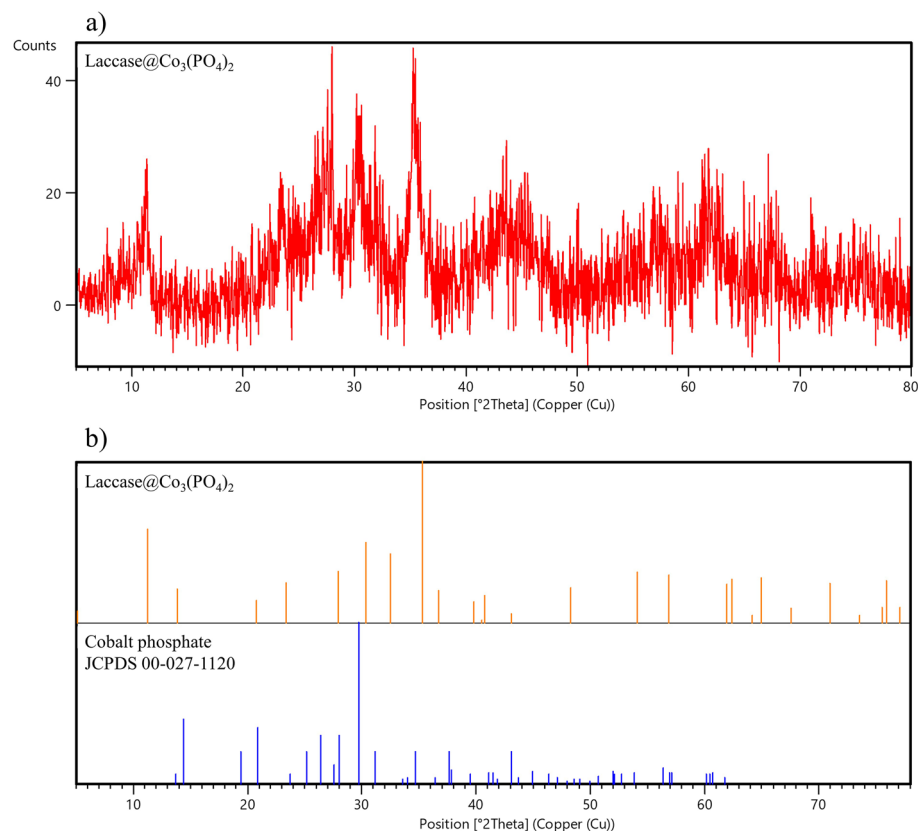 a)
Counts
Laccase@Co₃(PO₄)₂
40
20
0
10 20 30 40 50 60 70 80
Position [°2Theta] (Copper (Cu))
b)
Laccase@Co₃(PO₄)₂
Cobalt phosphate
JCPDS 00-027-1120
10 20 30 40 50 60 70
Position [°2Theta] (Copper (Cu))